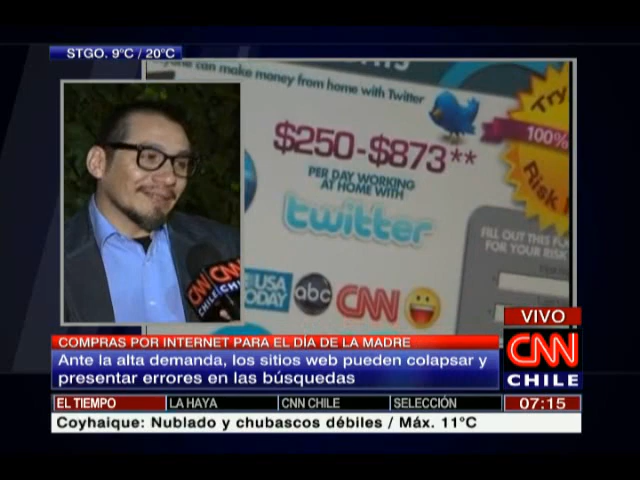 STGO. 9°C / 20°C
one can make money from home with Twitter
$250-$873**
PER DAY WORKING
AT HOME WITH
twitter
Try
100%
Risk
FILL OUT THIS
FOR YOUR RISK
USA
TODAY
abc
CNN
CNN
CHILE
CNN
COMPRAS POR INTERNET PARA EL DÍA DE LA MADRE
Ante la alta demanda, los sitios web pueden colapsar y
presentar errores en las búsquedas
VIVO
CNN
CHILE
EL TIEMPO
LA HAYA
CNN CHILE
SELECCIÓN
07:15
Coyhaique: Nublado y chubascos débiles / Máx. 11°C